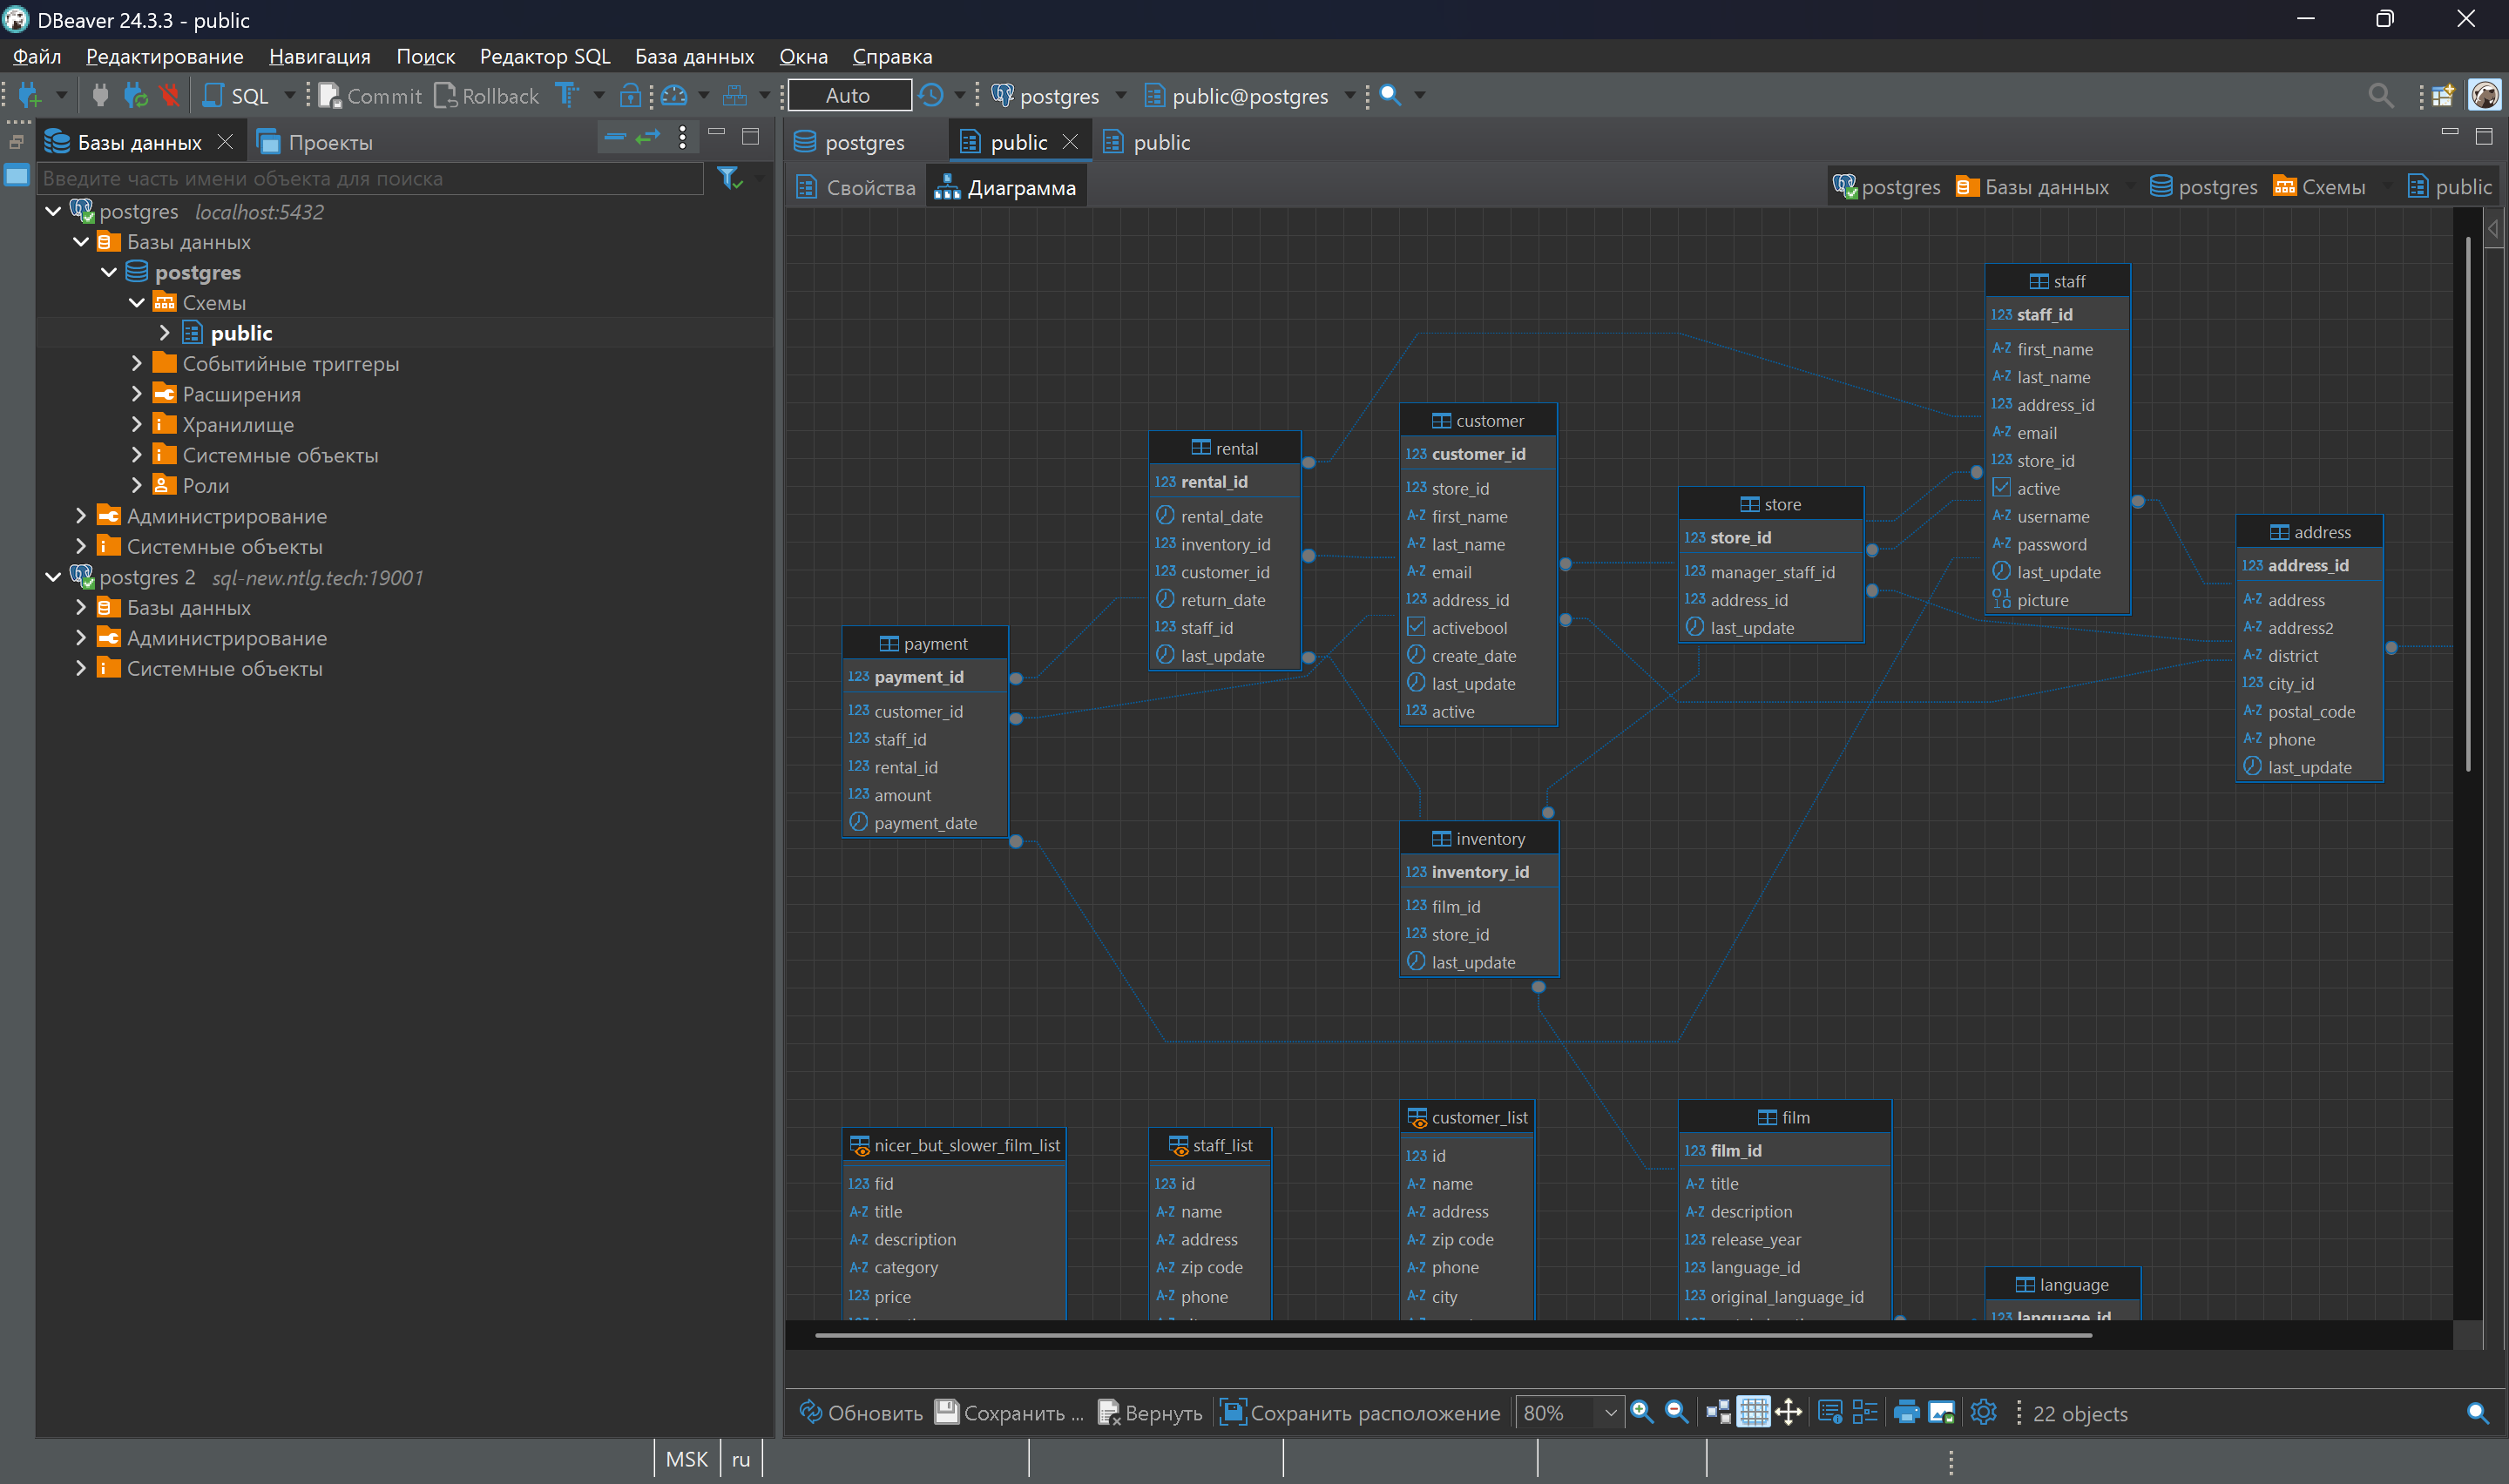 DBeaver 24.3.3 - public
Файл Редактирование Навигация Поиск Редактор SQL База данных Окна Справка
SQL Commit Rollback Auto postgres public@postgres
Базы данных Проекты
Введите часть имени объекта для поиска
postgres localhost:5432
Базы данных
postgres
Схемы
public
Событийные триггеры
Расширения
Хранилище
Системные объекты
Роли
Администрирование
Системные объекты
postgres 2 sql-new.ntlg.tech:19001
Базы данных
Администрирование
Системные объекты
postgres public public
Свойства Диаграмма
postgres Базы данных postgres Схемы public
staff
123 staff_id
A-Z first_name
A-Z last_name
123 address_id
A-Z email
123 store_id
active
A-Z username
A-Z password
last_update
picture
customer
123 customer_id
123 store_id
A-Z first_name
A-Z last_name
A-Z email
123 address_id
activebool
create_date
last_update
123 active
rental
123 rental_id
rental_date
123 inventory_id
123 customer_id
return_date
123 staff_id
last_update
store
123 store_id
123 manager_staff_id
123 address_id
last_update
address
123 address_id
A-Z address
A-Z address2
A-Z district
123 city_id
A-Z postal_code
A-Z phone
last_update
payment
123 payment_id
123 customer_id
123 staff_id
123 rental_id
123 amount
payment_date
inventory
123 inventory_id
123 film_id
123 store_id
last_update
nicer_but_slower_film_list
123 fid
A-Z title
A-Z description
A-Z category
123 price
staff_list
123 id
A-Z name
A-Z address
A-Z zip code
A-Z phone
customer_list
123 id
A-Z name
A-Z address
A-Z zip code
A-Z phone
A-Z city
film
123 film_id
A-Z title
A-Z description
123 release_year
123 language_id
123 original_language_id
language
123 language_id
Обновить Сохранить ... Вернуть Сохранить расположение 80% 22 objects
MSK ru